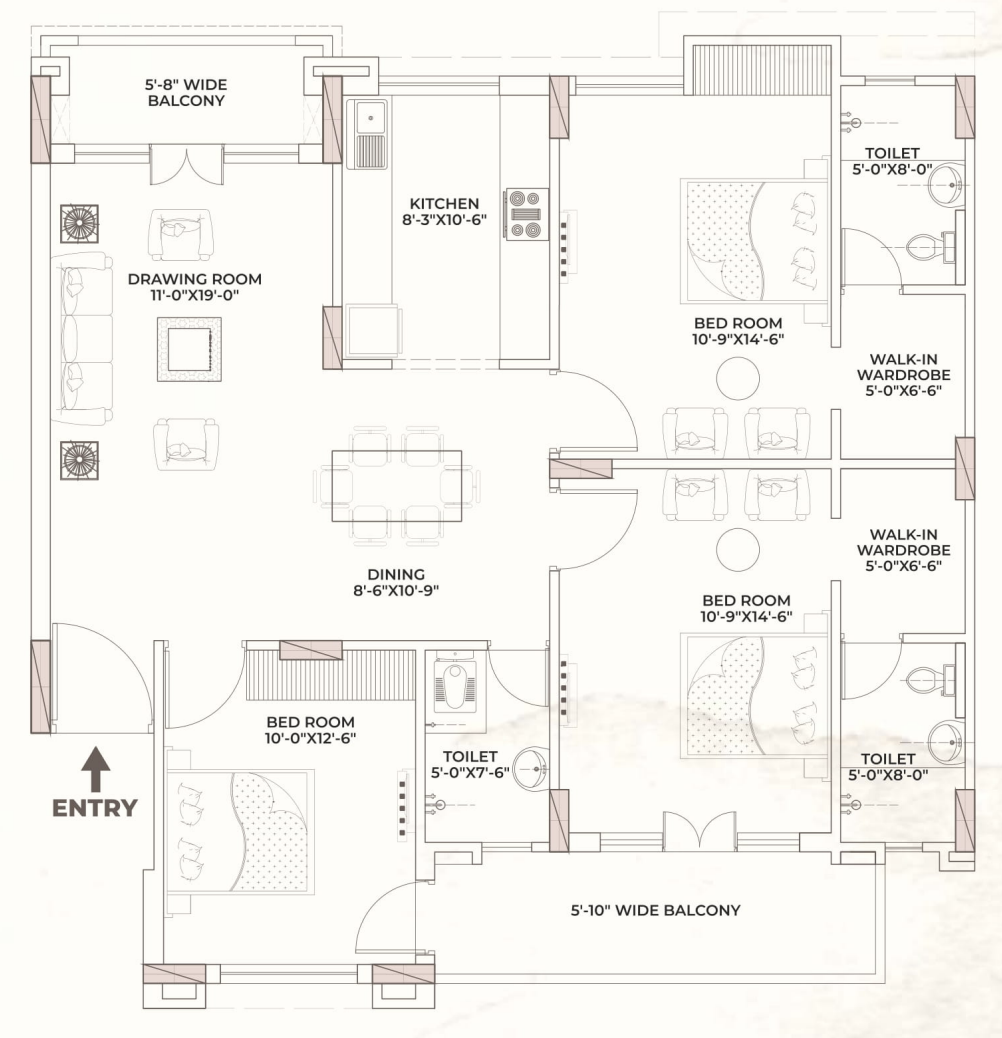 5'-8" WIDE
BALCONY
KITCHEN
8'-3"X10'-6"
TOILET
5'-0"X8'-0"
DRAWING ROOM
11'-0"X19'-0"
BED ROOM
10'-9"X14'-6"
WALK-IN
WARDROBE
5'-0"X6'-6"
DINING
8'-6"X10'-9"
WALK-IN
WARDROBE
5'-0"X6'-6"
BED ROOM
10'-9"X14'-6"
BED ROOM
10'-0"X12'-6"
TOILET
5'-0"X7'-6"
TOILET
5'-0"X8'-0"
ENTRY
5'-10" WIDE BALCONY